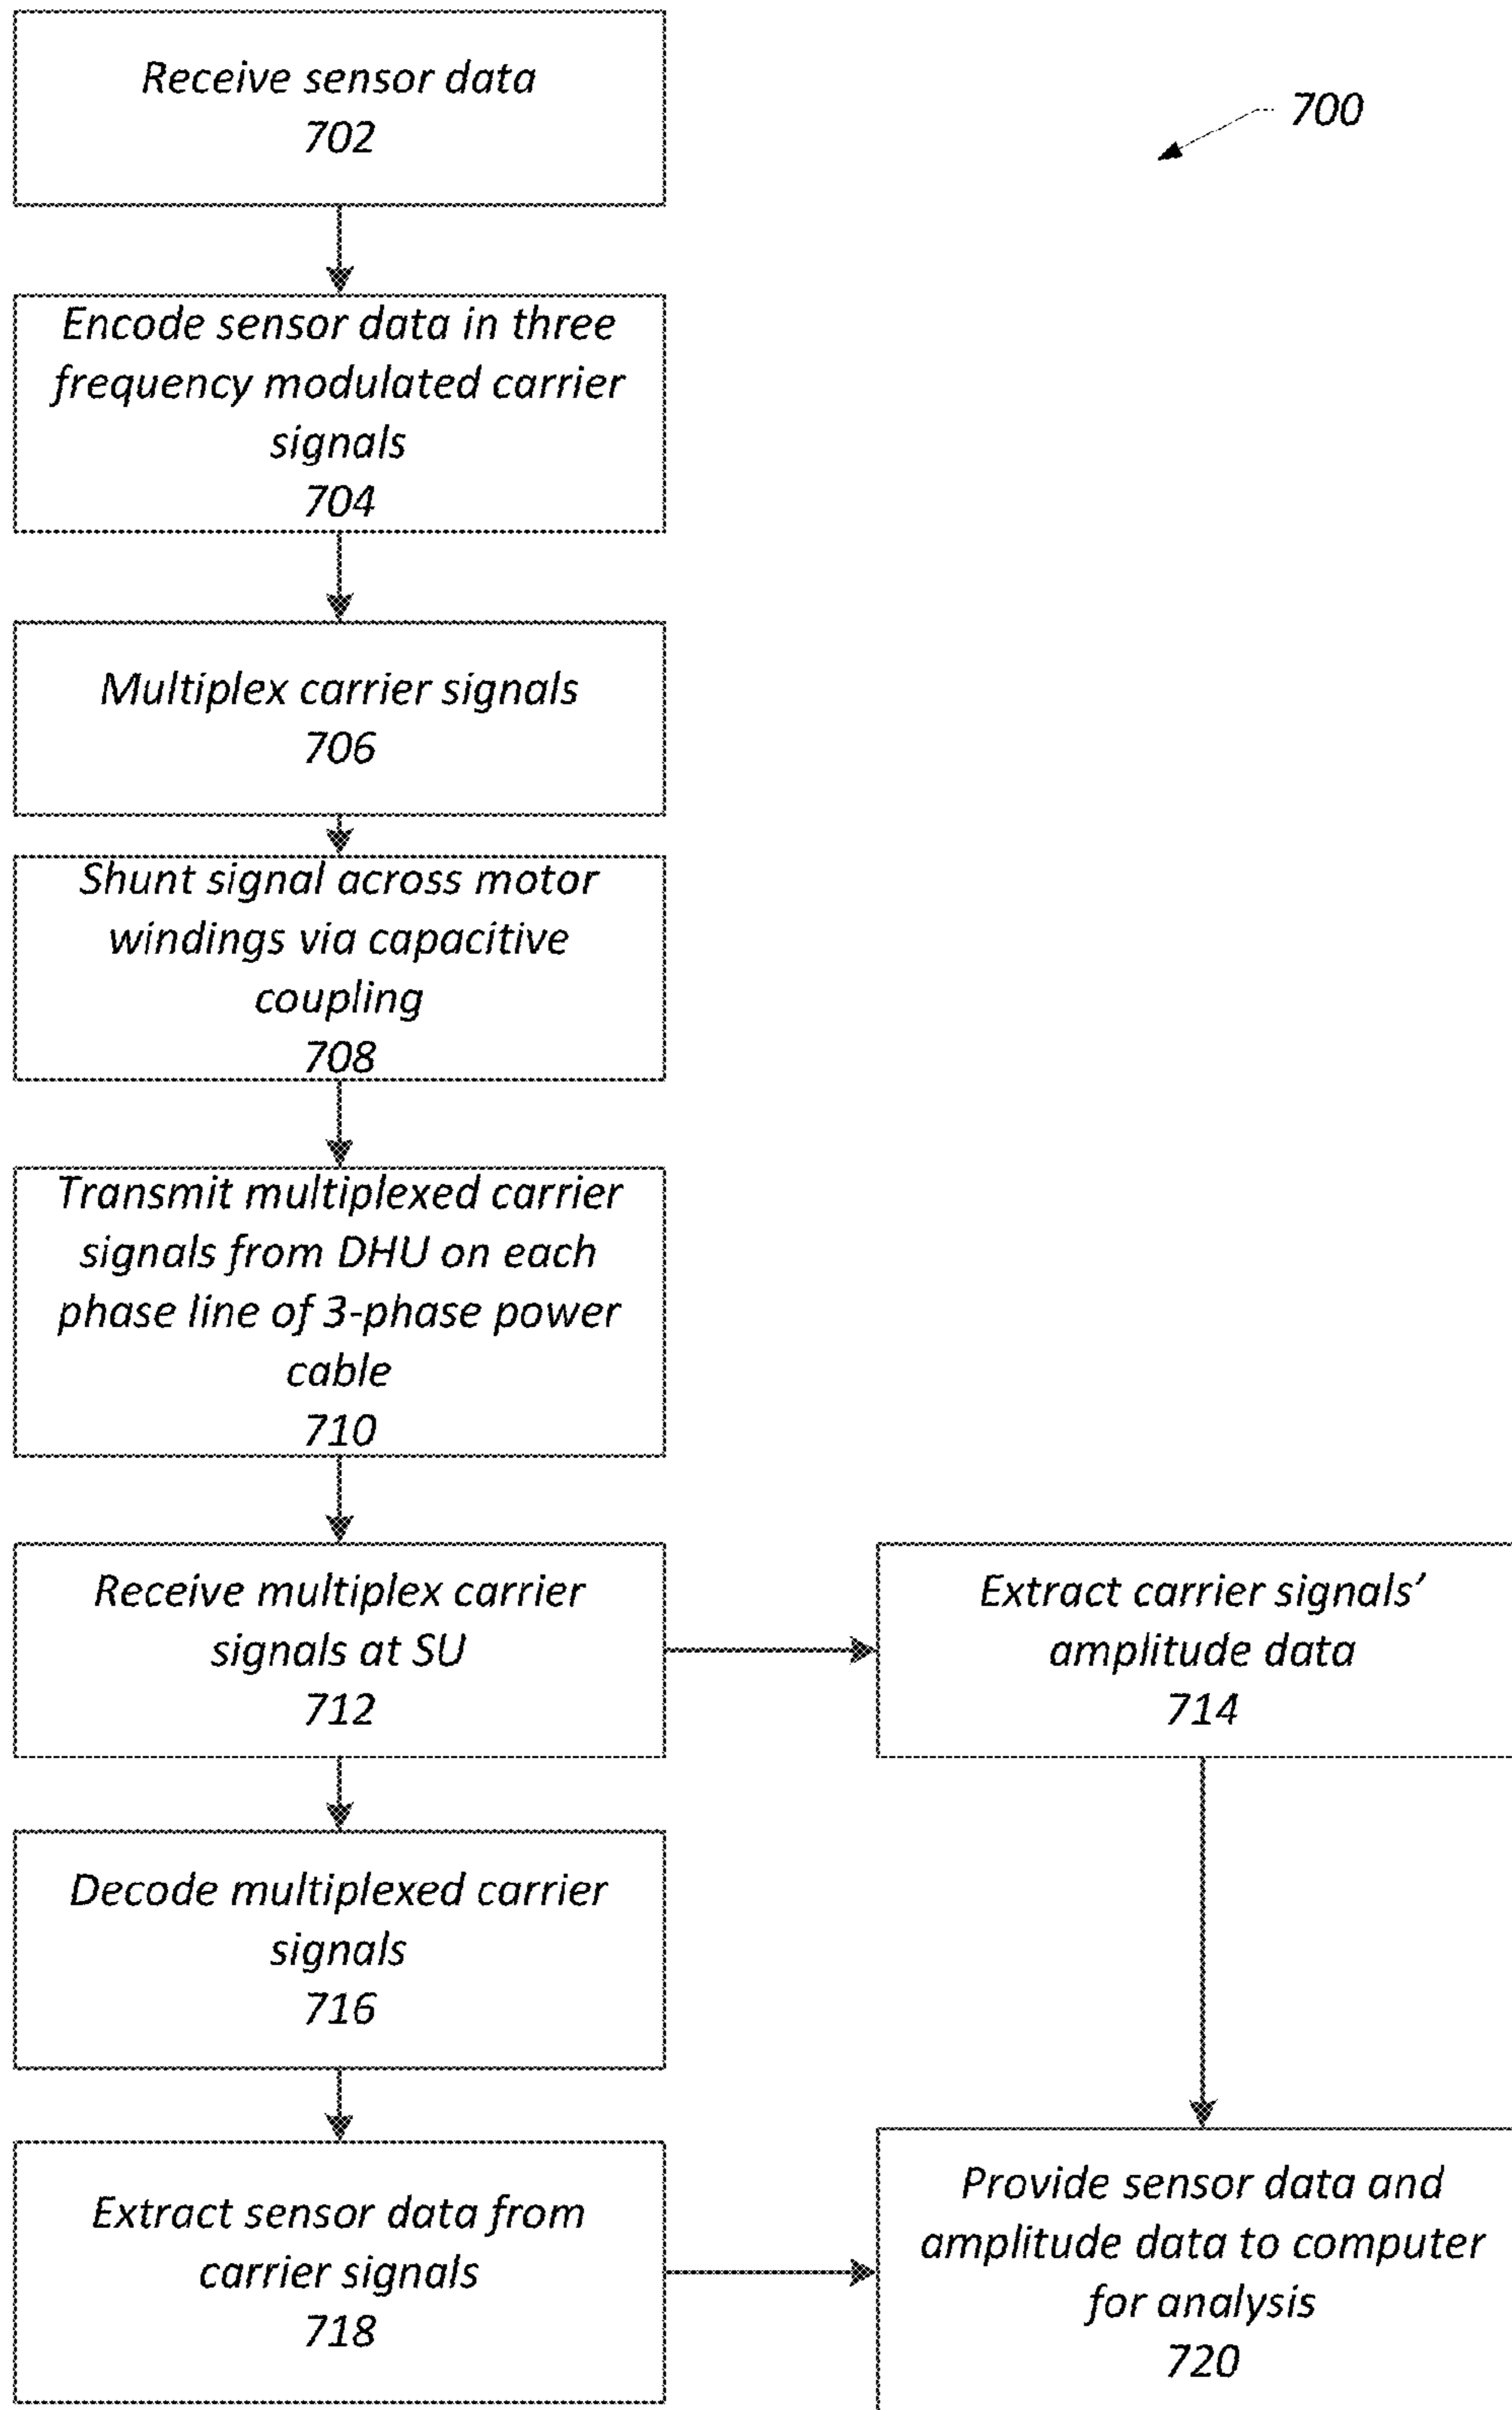 Receive sensor data
702
700
Encode sensor data in three
frequency modulated carrier
signals
704
Multiplex carrier signals
706
Shunt signal across motor
windings via capacitive
coupling
708
Transmit multiplexed carrier
signals from DHU on each
phase line of 3-phase power
cable
710
Receive multiplex carrier
signals at SU
712
Extract carrier signals’
amplitude data
714
Decode multiplexed carrier
signals
716
Extract sensor data from
carrier signals
718
Provide sensor data and
amplitude data to computer
for analysis
720